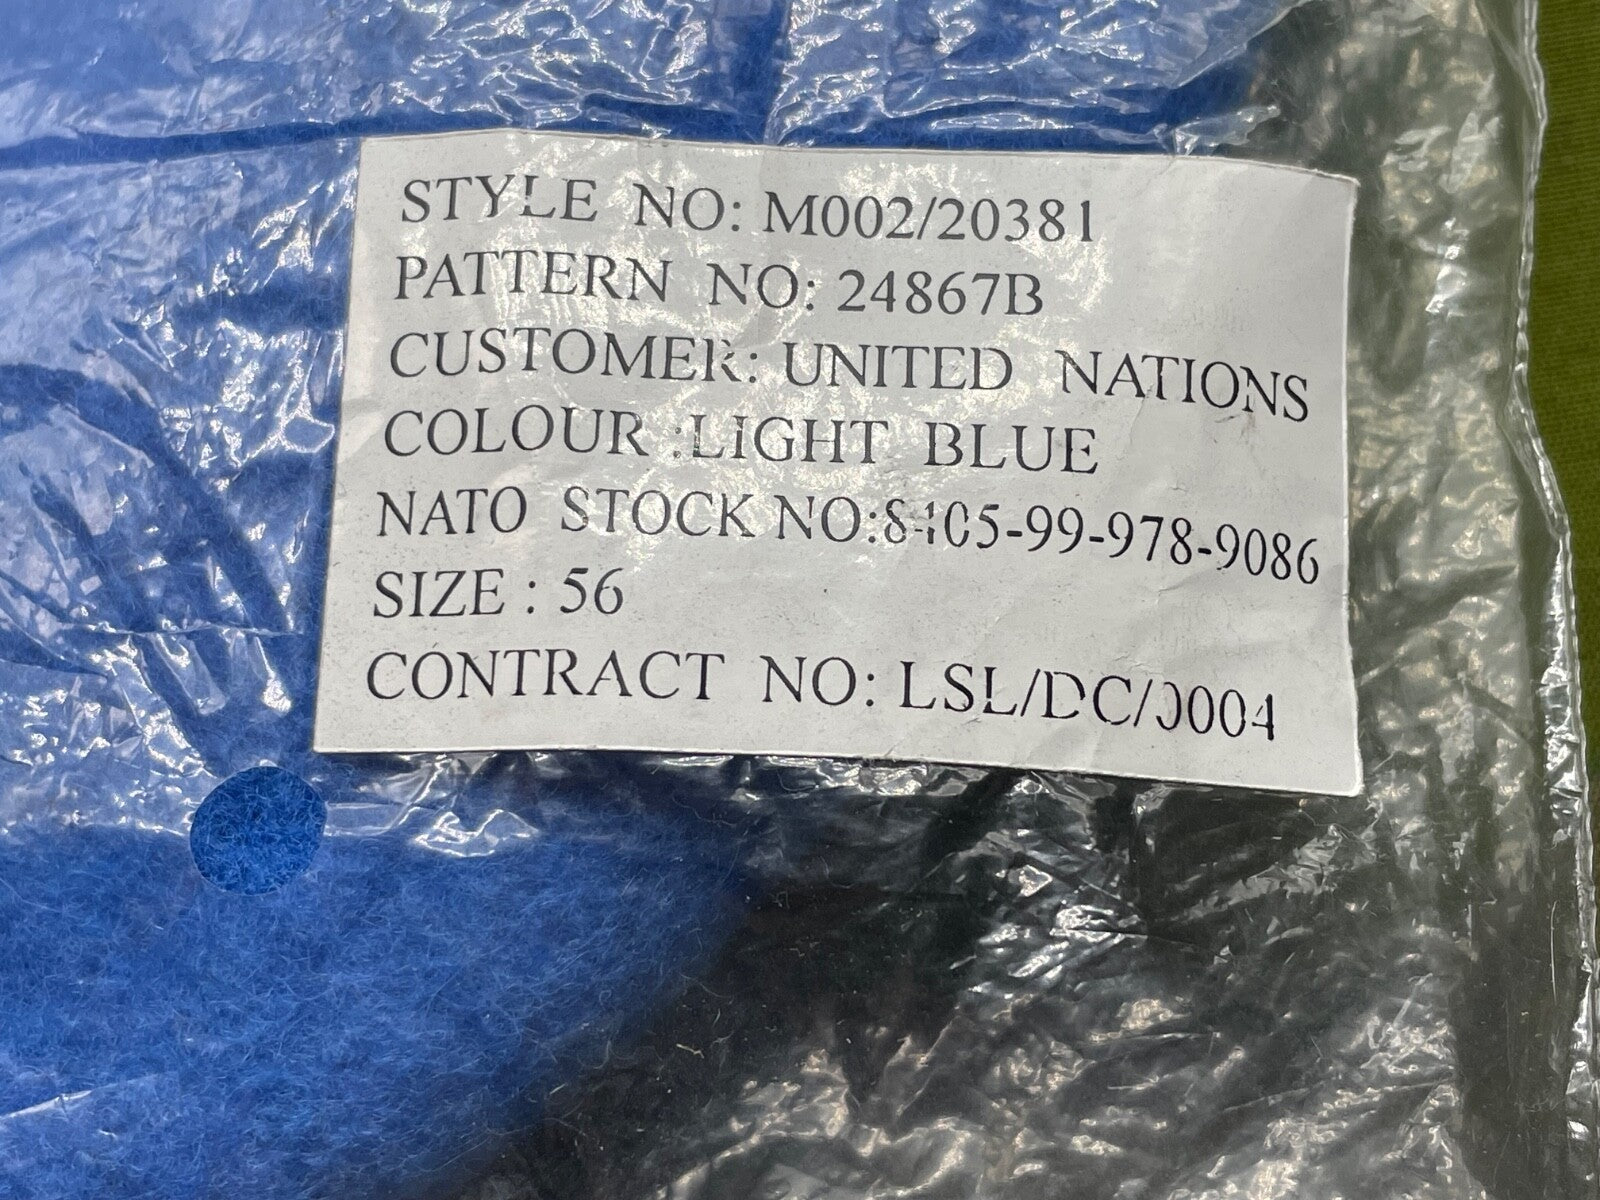 STYLE NO: M002/20381
PATTERN NO: 24867B
CUSTOMER: UNITED NATIONS
COLOUR :LIGHT BLUE
NATO STOCK NO:8405-99-978-9086
SIZE : 56
CONTRACT NO: LSL/DC/0004